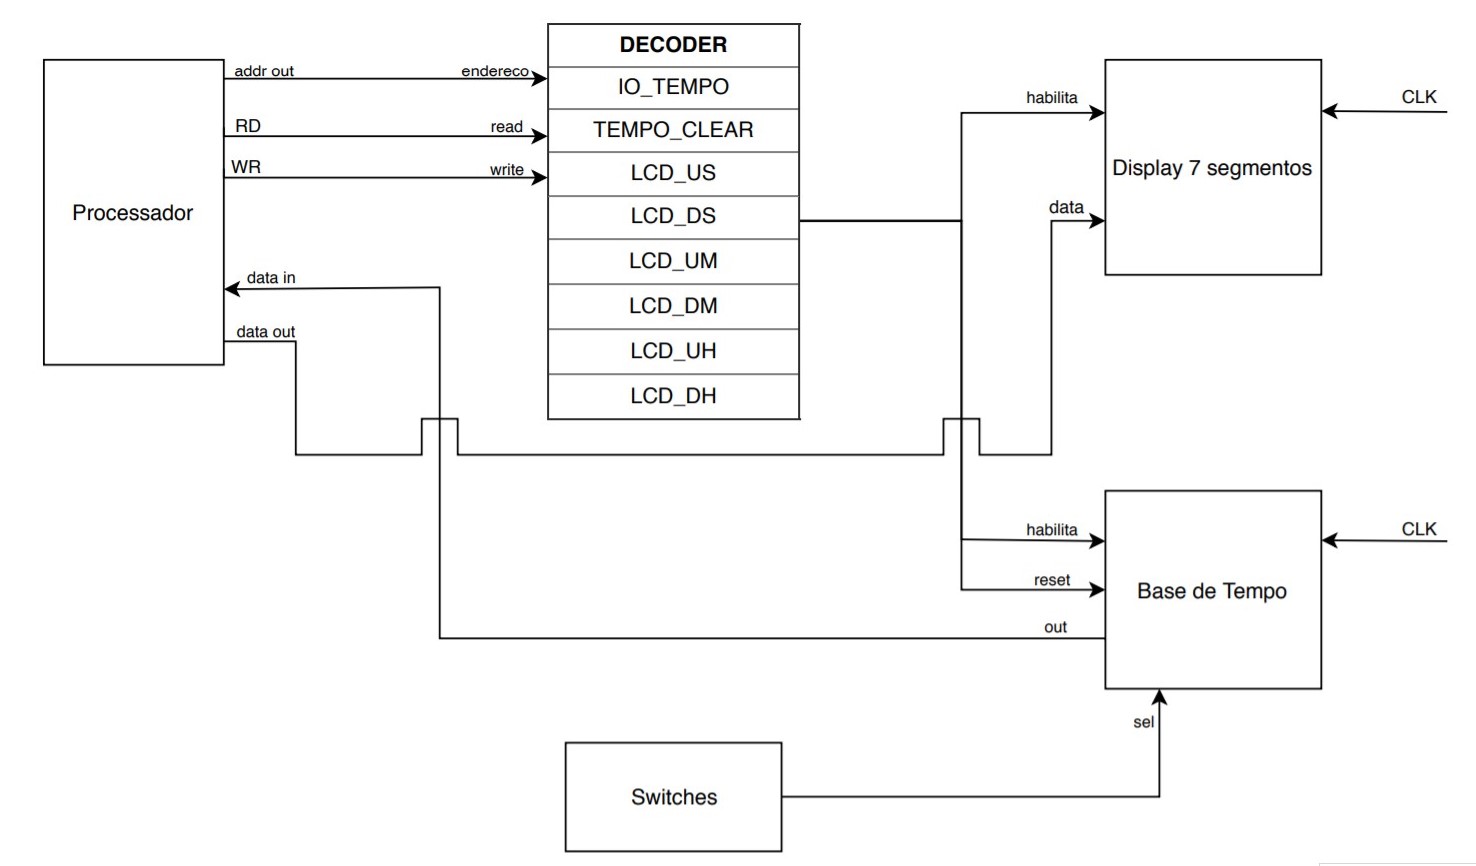 DECODER
IO_TEMPO
TEMPO_CLEAR
LCD_US
LCD_DS
LCD_UM
LCD_DM
LCD_UH
LCD_DH
Processador
addr out
endereco
RD
read
WR
write
data in
data out
habilita
CLK
Display 7 segmentos
data
habilita
CLK
reset
Base de Tempo
out
sel
Switches